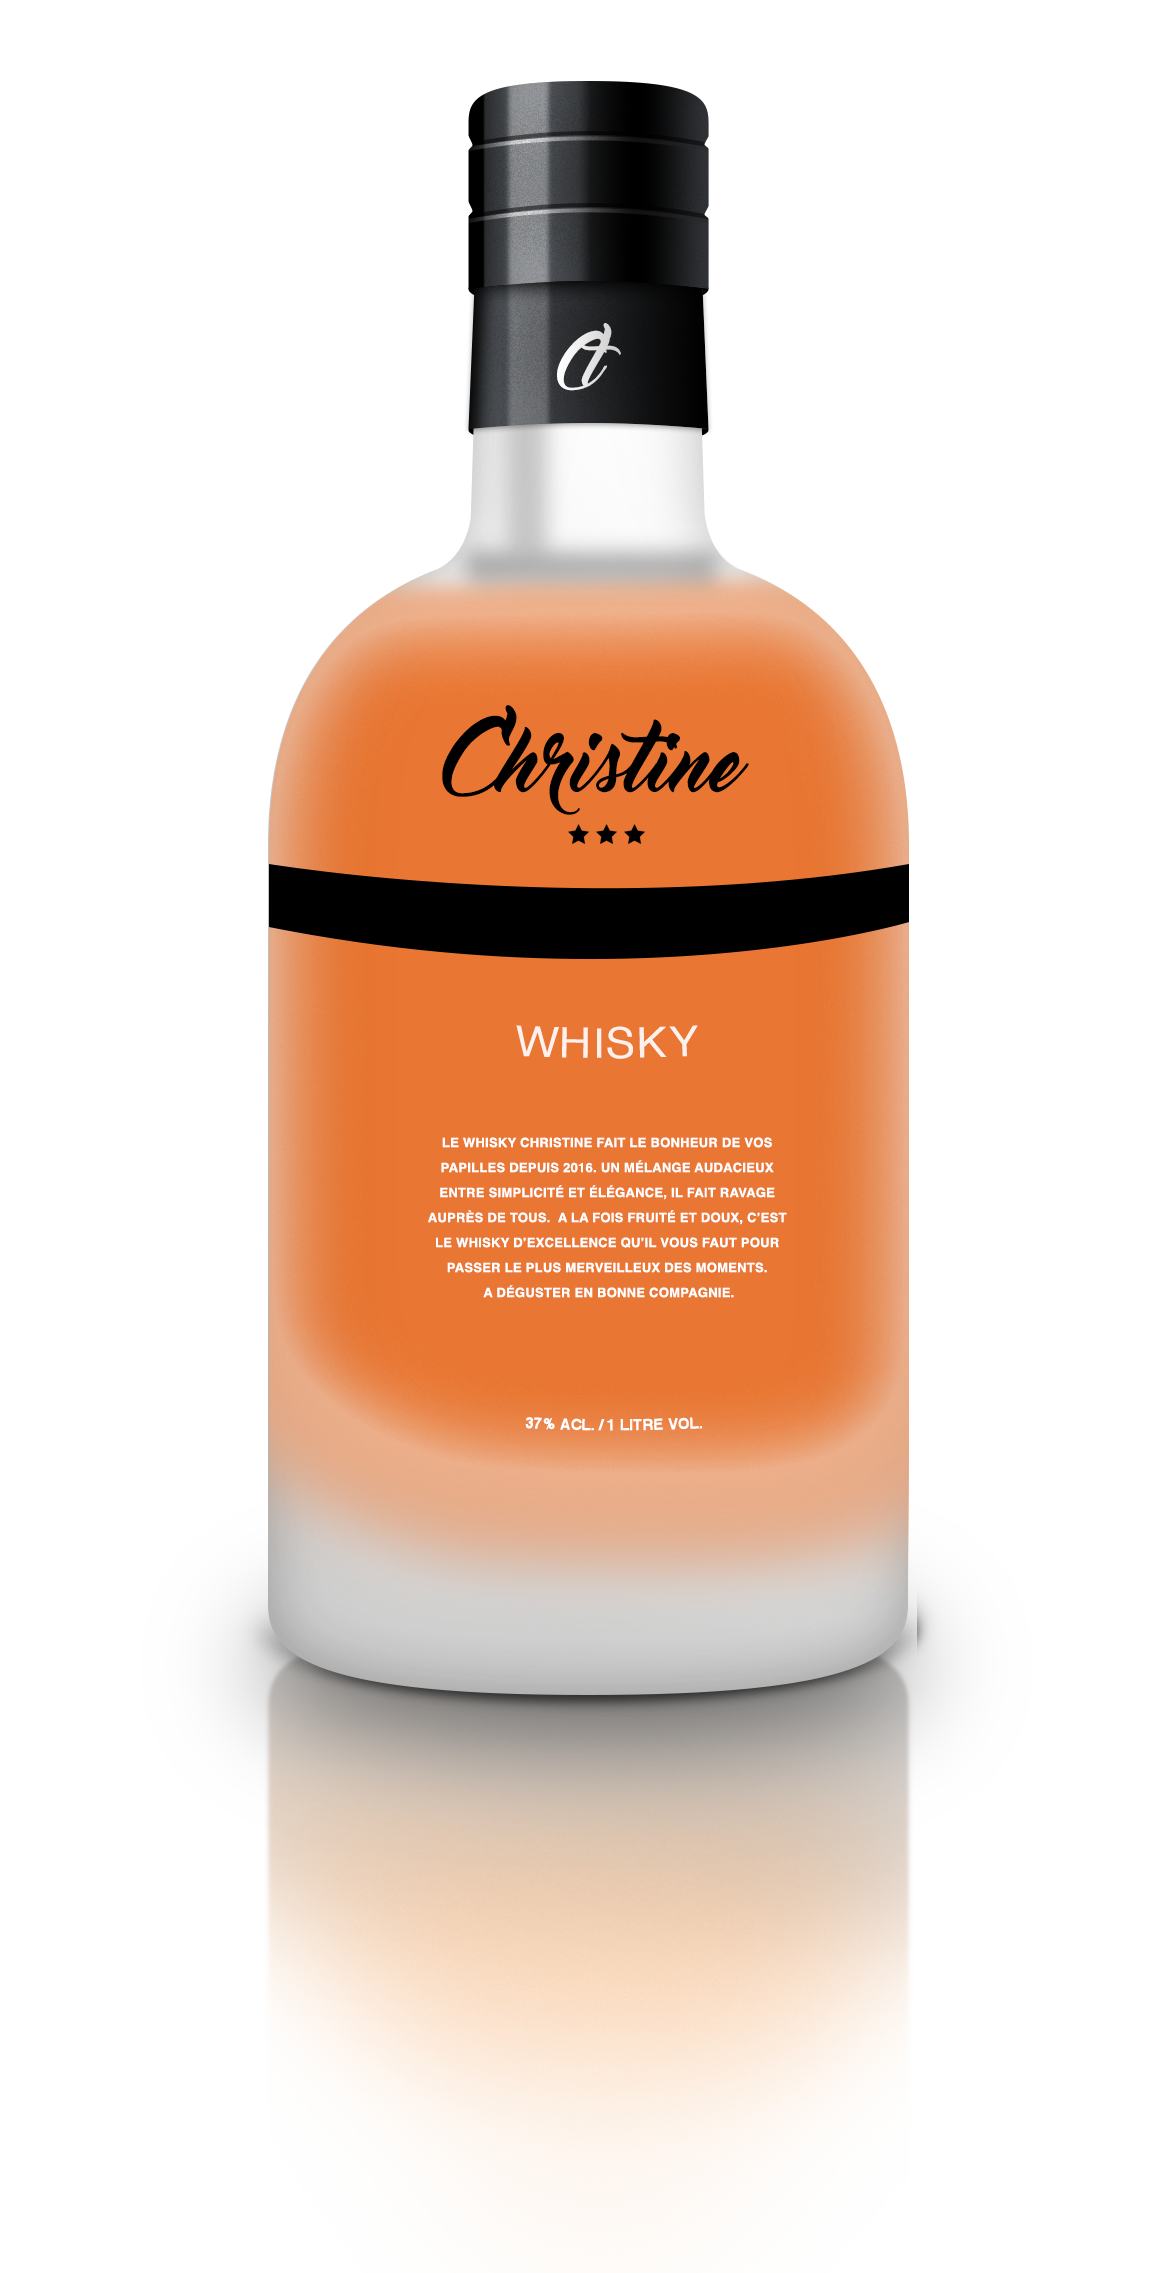 Ct
Christine
WHISKY
LE WHISKY CHRISTINE FAIT LE BONHEUR DE VOS
PAPILLES DEPUIS 2016. UN MÉLANGE AUDACIEUX
ENTRE SIMPLICITÉ ET ÉLÉGANCE, IL FAIT RAVAGE
AUPRÈS DE TOUS.  A LA FOIS FRUITÉ ET DOUX, C'EST
LE WHISKY D'EXCELLENCE QU'IL VOUS FAUT POUR
PASSER LE PLUS MERVEILLEUX DES MOMENTS.
A DÉGUSTER EN BONNE COMPAGNIE.
37% ACL. / 1 LITRE VOL.